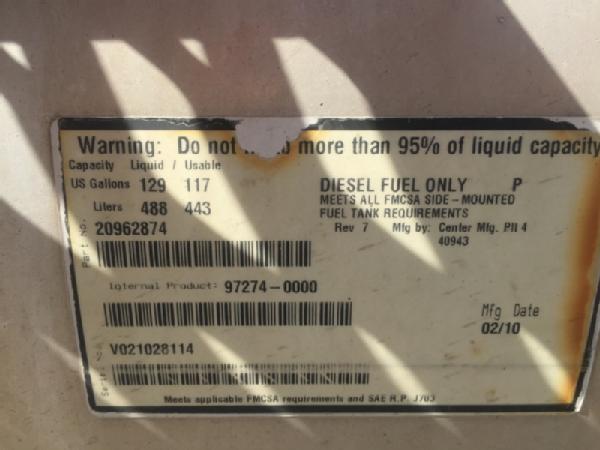 Warning: Do not more than 95% of liquid capacity
Capacity Liquid / Usable
US Gallons 129 117
Liters 488 443
DIESEL FUEL ONLY P
MEETS ALL FMCSA SIDE-MOUNTED
FUEL TANK REQUIREMENTS
Rev 7 Mfg by: Center Mfg. Plt 4
40943
Part No.
20962874
Internal Product: 97274-0000
Mfg Date
02/10
V021028114
Meets applicable FMCSA requirements and SAE R.P. J703